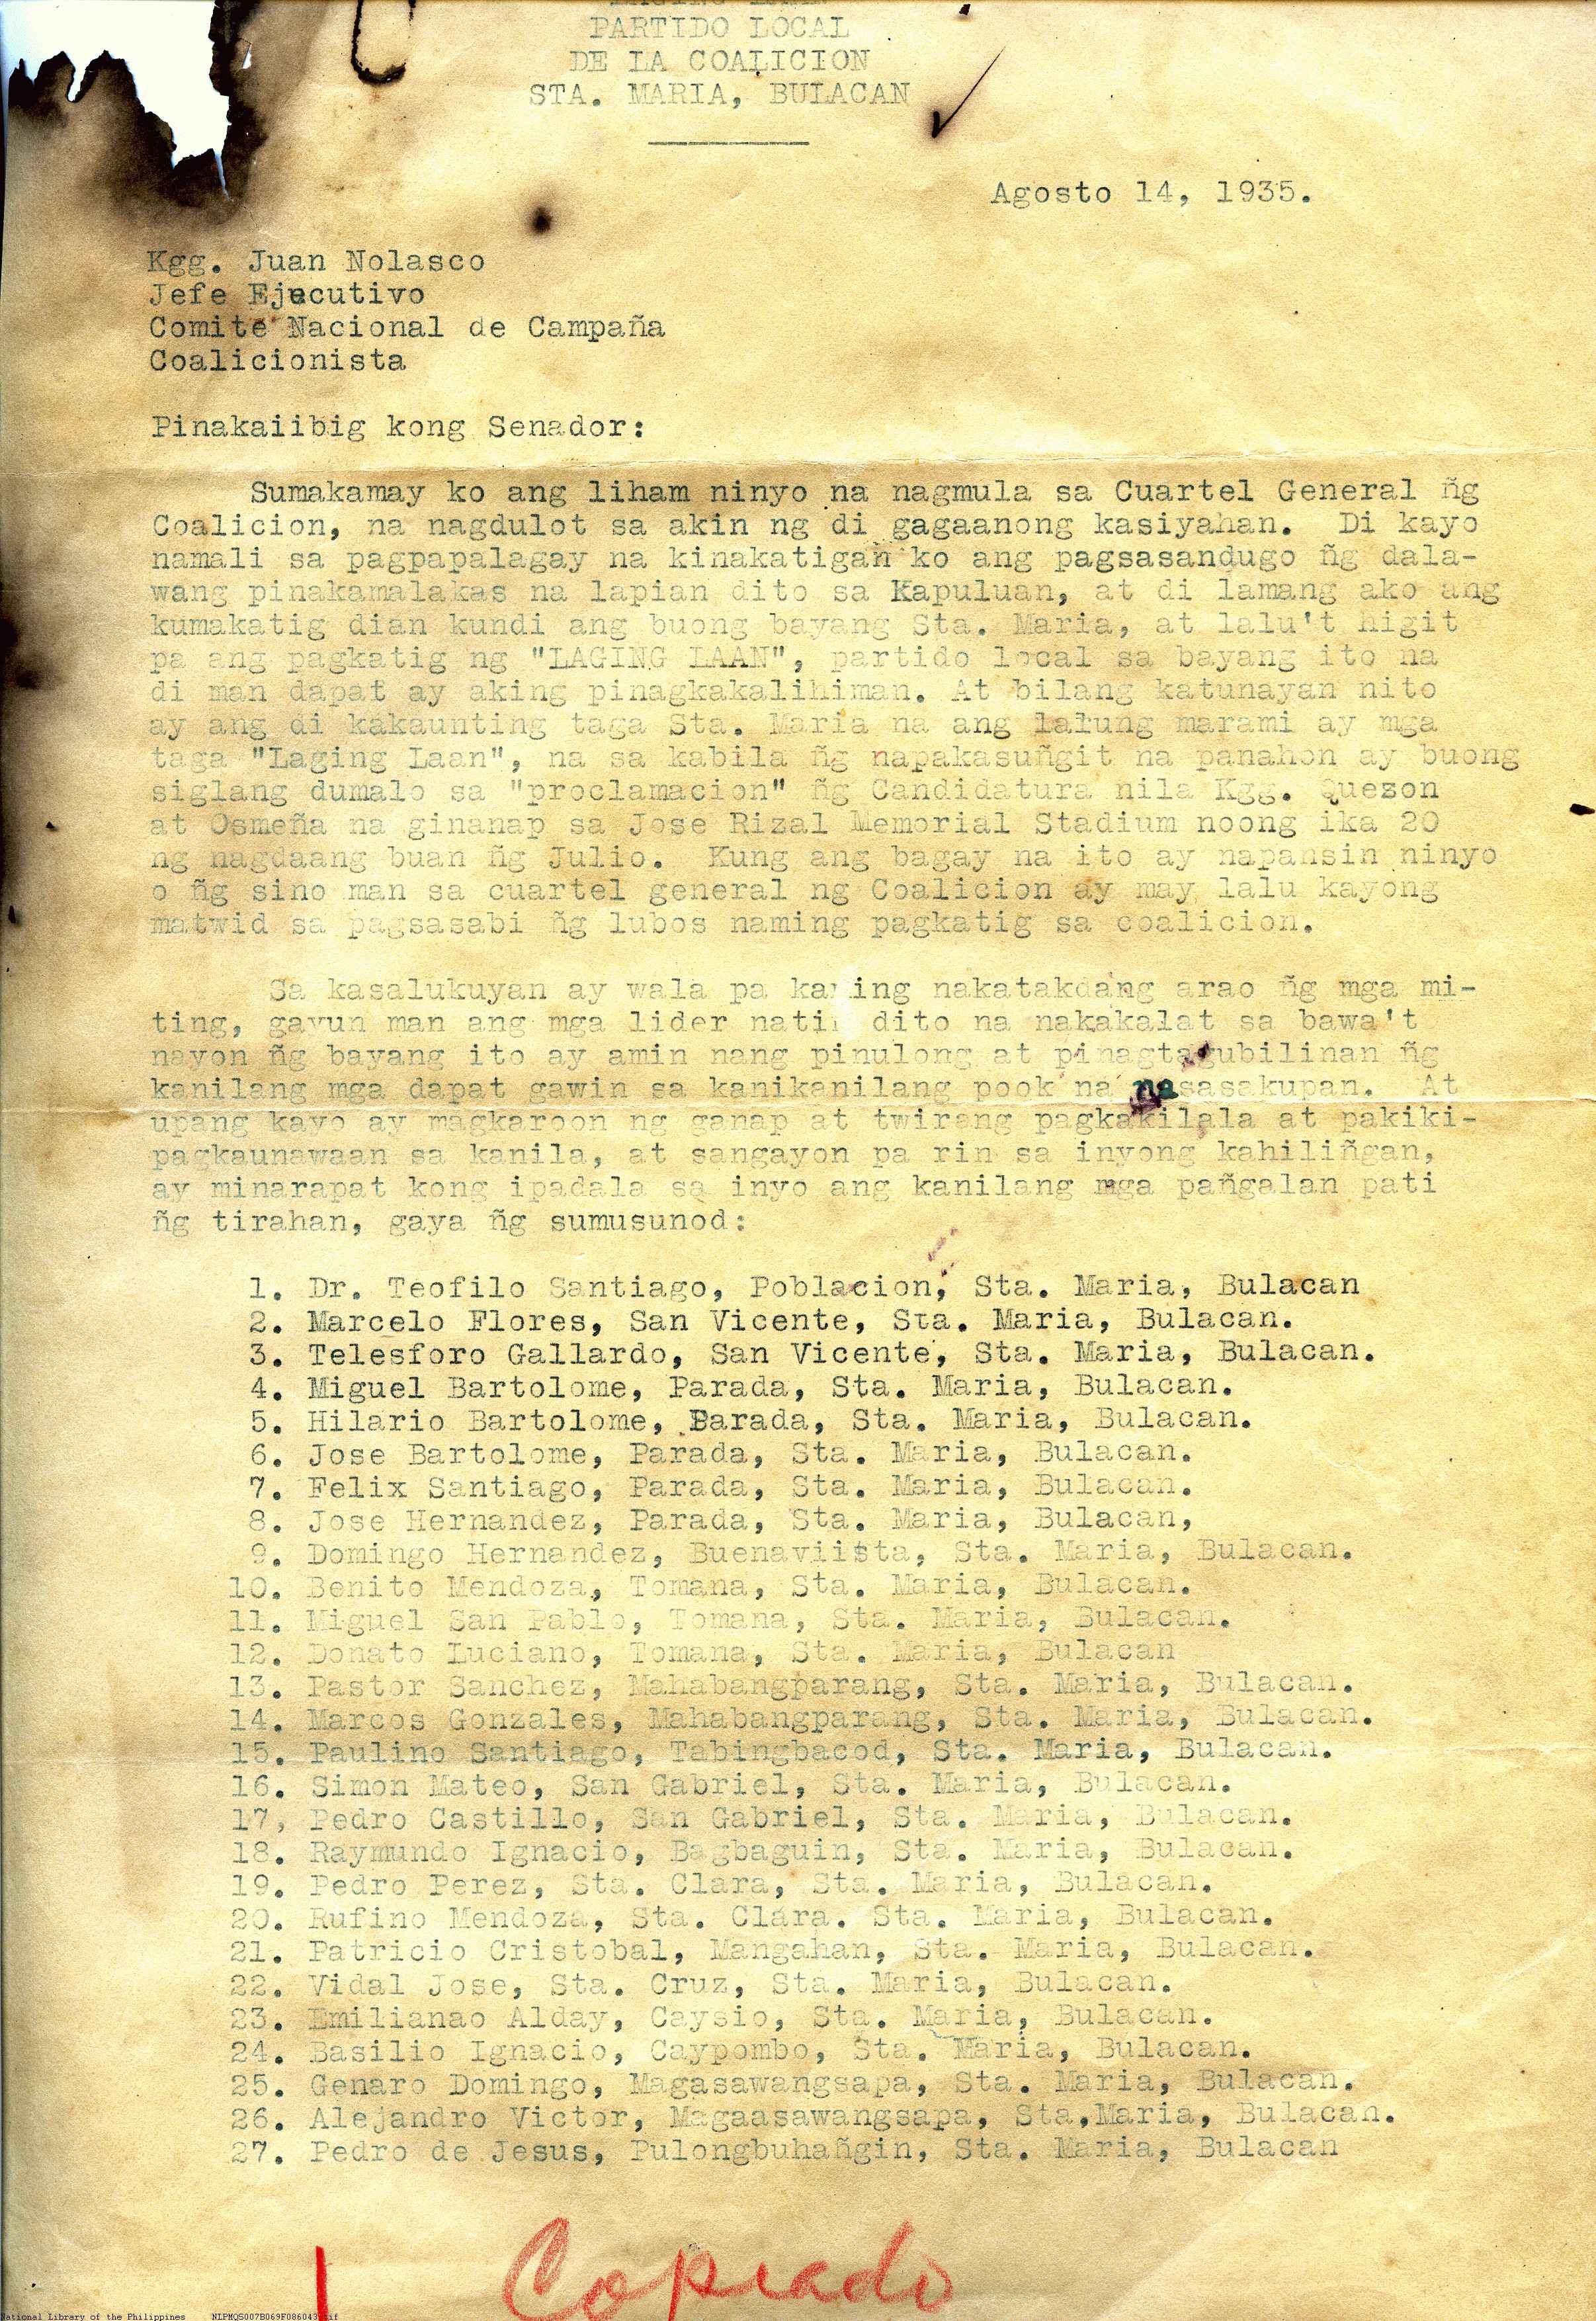 PARTIDO LOCAL
DE LA COALICION
STA. MARIA, BULACAN
Agosto 14, 1935.
Kgg. Juan Nolasco
Jefe Ejecutivo
Comite Nacional de Campaña
Coalicionista
Pinakaiibig kong Senador:
Sumakamay ko ang liham ninyo na nagmula sa Cuartel General ñg
Coalicion, na nagdulot sa akin ng di gagaanong kasiyahan. Di kayo
namali sa pagpapalagay na kinakatigan ko ang pagsasandugo ñg dala-
wang pinakamalakas na lapian dito sa Kapuluan, at di lamang ako ang
kumakatig dian kundi ang buong bayang Sta. Maria, at lalu't higit
pa ang pagkatig ng "LAGING LAAN", partido local sa bayang ito na
di man dapat ay aking pinagkakalihiman. At bilang katunayan nito
ay ang di kakaunting taga Sta. Maria na ang lalung marami ay mga
taga "Laging Laan", na sa kabila ñg napakasuñgit na panahon ay buong
siglang dumalo sa "proclamacion" ñg Candidatura nila Kgg. Quezon
at Osmeña na ginanap sa Jose Rizal Memorial Stadium noong ika 20
ng nagdaang buan ñg Julio. Kung ang bagay na ito ay napansin ninyo
o ñg sino man sa cuartel general ng Coalicion ay may lalu kayong
matwid sa pagsasabi ñg lubos naming pagkatig sa coalicion.
Sa kasalukuyan ay wala pa kaming nakatakdang arao ñg mga mi-
ting, gayun man ang mga lider natin dito na nakakalat sa bawa't
nayon ñg bayang ito ay amin nang pinulong at pinagtagubilinan ñg
kanilang mga dapat gawin sa kanikanilang pook na nasasakupan. At
upang kayo ay magkaroon ng ganap at twirang pagkakilala at pakiki-
pagkaunawaan sa kanila, at sangayon pa rin sa inyong kahiliñgan,
ay minarapat kong ipadala sa inyo ang kanilang mga pañgalan pati
ñg tirahan, gaya ñg sumusunod:
1. Dr. Teofilo Santiago, Poblacion, Sta. Maria, Bulacan
2. Marcelo Flores, San Vicente, Sta. Maria, Bulacan.
3. Telesforo Gallardo, San Vicente, Sta. Maria, Bulacan.
4. Miguel Bartolome, Parada, Sta. Maria, Bulacan.
5. Hilario Bartolome, Parada, Sta. Maria, Bulacan.
6. Jose Bartolome, Parada, Sta. Maria, Bulacan.
7. Felix Santiago, Parada, Sta. Maria, Bulacan.
8. Jose Hernandez, Parada, Sta. Maria, Bulacan,
9. Domingo Hernandez, Buenaviista, Sta. Maria, Bulacan.
10. Benito Mendoza, Tomana, Sta. Maria, Bulacan.
11. Miguel San Pablo, Tomana, Sta. Maria, Bulacan.
12. Donato Luciano, Tomana, Sta. Maria, Bulacan
13. Pastor Sanchez, Mahabangparang, Sta. Maria, Bulacan.
14. Marcos Gonzales, Mahabangparang, Sta. Maria, Bulacan.
15. Paulino Santiago, Tabingbacod, Sta. Maria, Bulacan.
16. Simon Mateo, San Gabriel, Sta. Maria, Bulacan.
17, Pedro Castillo, San Gabriel, Sta. Maria, Bulacan.
18. Raymundo Ignacio, Bagbaguin, Sta. Maria, Bulacan.
19. Pedro Perez, Sta. Clara, Sta. Maria, Bulacan.
20. Rufino Mendoza, Sta. Clara. Sta. Maria, Bulacan.
21. Patricio Cristobal, Mangahan, Sta. Maria, Bulacan.
22. Vidal Jose, Sta. Cruz, Sta. Maria, Bulacan.
23. Emilianao Alday, Caysio, Sta. Maria, Bulacan.
24. Basilio Ignacio, Caypombo, Sta. Maria, Bulacan.
25. Genaro Domingo, Magasawangsapa, Sta. Maria, Bulacan.
26. Alejandro Victor, Magaasawangsapa, Sta,Maria, Bulacan.
27. Pedro de Jesus, Pulongbuhañgin, Sta. Maria, Bulacan
Copiado
National Library of the Philippines